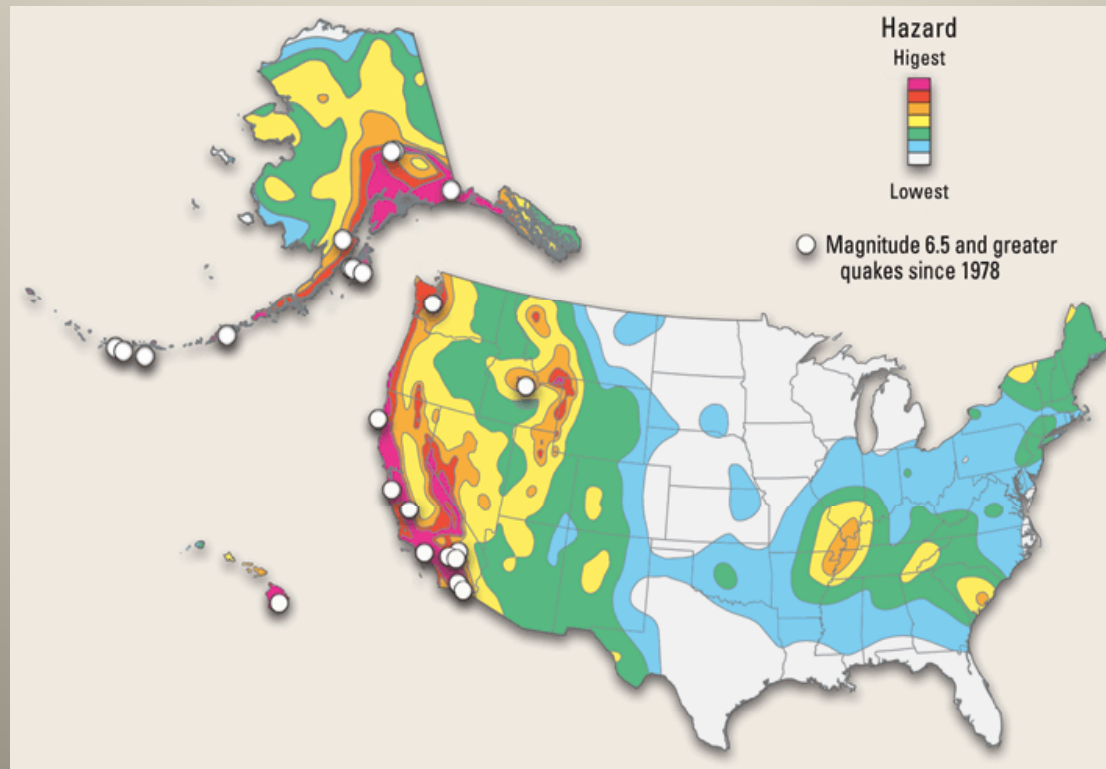 Hazard
Higest
Lowest
Magnitude 6.5 and greater
quakes since 1978